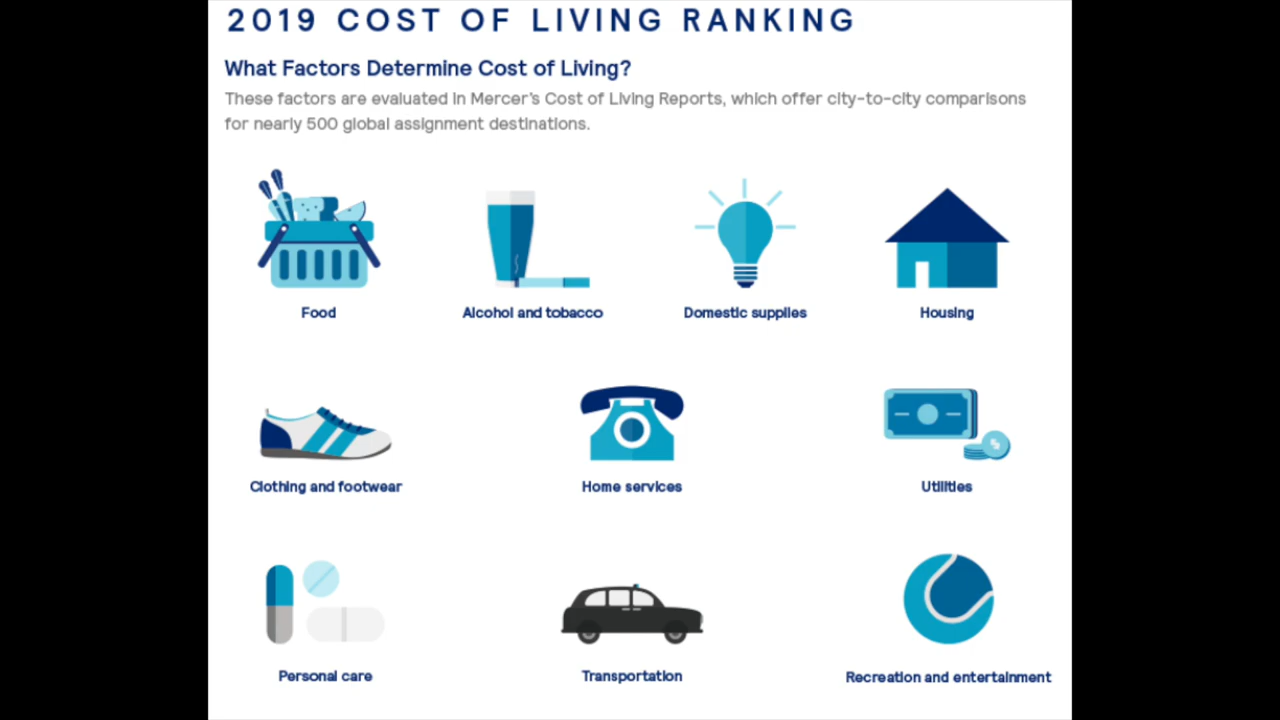 2019 COST OF LIVING RANKING
What Factors Determine Cost of Living?
These factors are evaluated in Mercer's Cost of Living Reports, which offer city-to-city comparisons
for nearly 500 global assignment destinations.
Food
Alcohol and tobacco
Domestic supplies
Housing
Clothing and footwear
Home services
Utilities
Personal care
Transportation
Recreation and entertainment